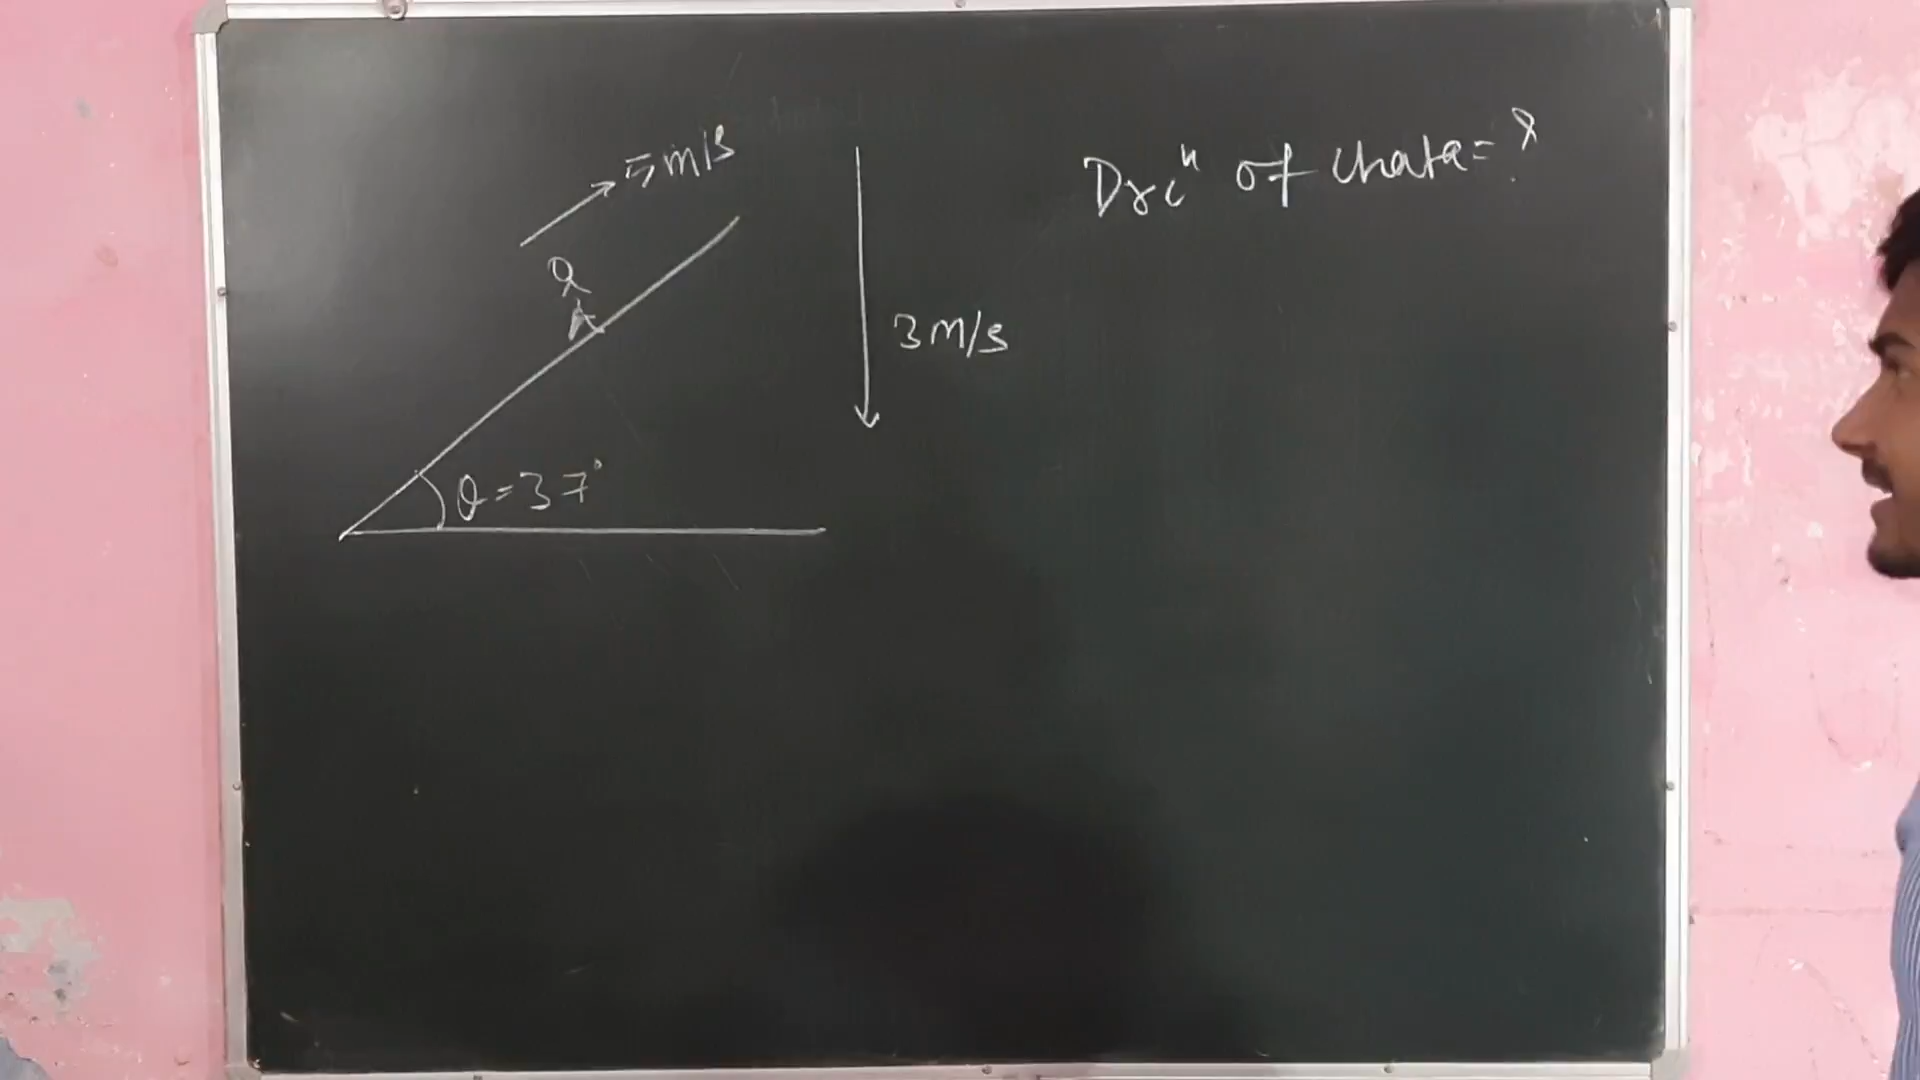 5 m/s
Drcⁿ of chata = ?
3 m/s
θ = 37°